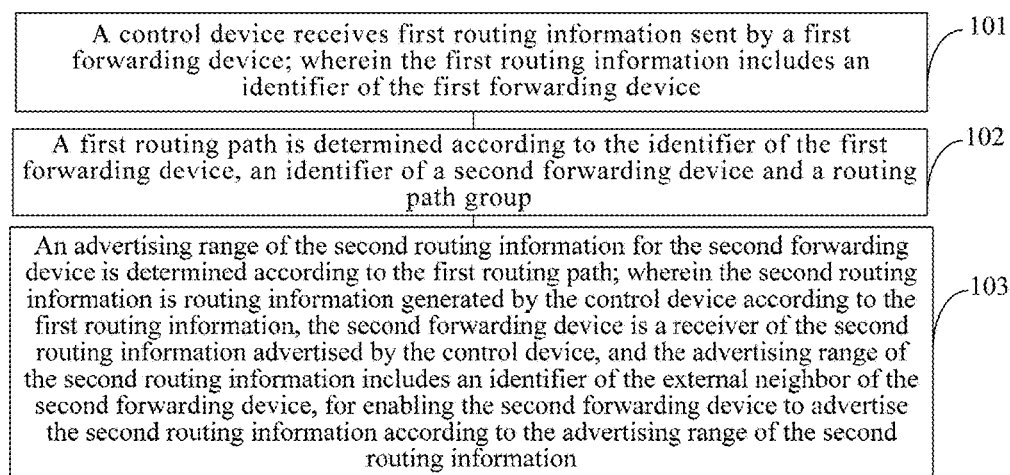 A control device receives first routing information sent by a first
forwarding device; wherein the first routing information includes an
identifier of the first forwarding device
101
A first routing path is determined according to the identifier of the first
forwarding device, an identifier of a second forwarding device and a routing
path group
102
An advertising range of the second routing information for the second forwarding
device is determined according to the first routing path; wherein the second routing
information is routing information generated by the control device according to the
first routing information, the second forwarding device is a receiver of the second
routing information advertised by the control device, and the advertising range of
the second routing information includes an identifier of the external neighbor of the
second forwarding device, for enabling the second forwarding device to advertise
the second routing information according to the advertising range of the second
routing information
103